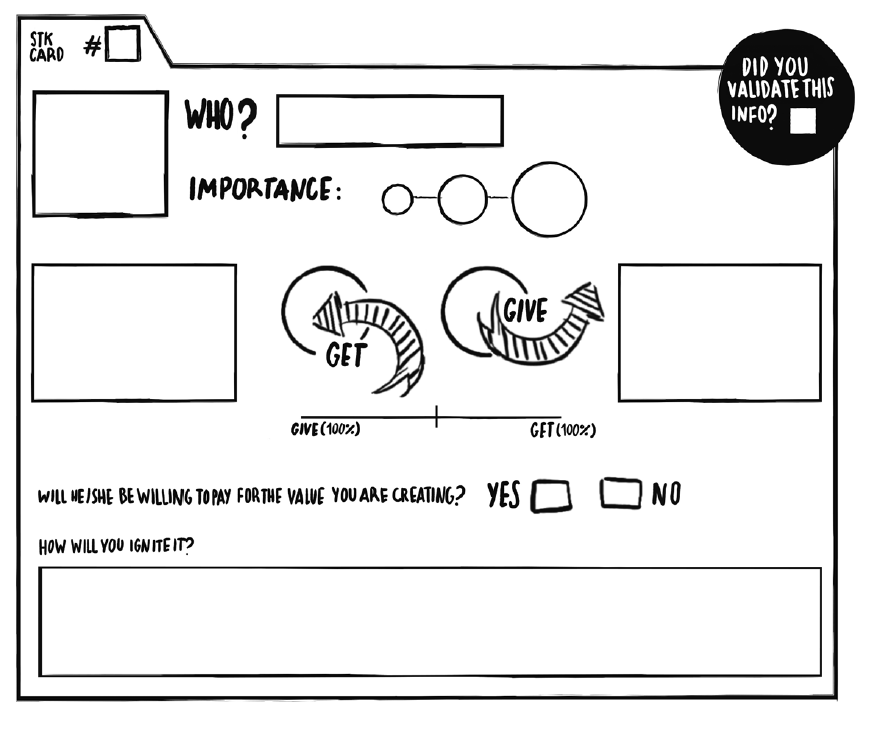 STK
CARD #
DID YOU
VALIDATE THIS
INFO?
WHO?
IMPORTANCE:
GET
GIVE
GIVE (100%)
GET (100%)
WILL HE/SHE BE WILLING TO PAY FOR THE VALUE YOU ARE CREATING? YES NO
HOW WILL YOU IGNITE IT?